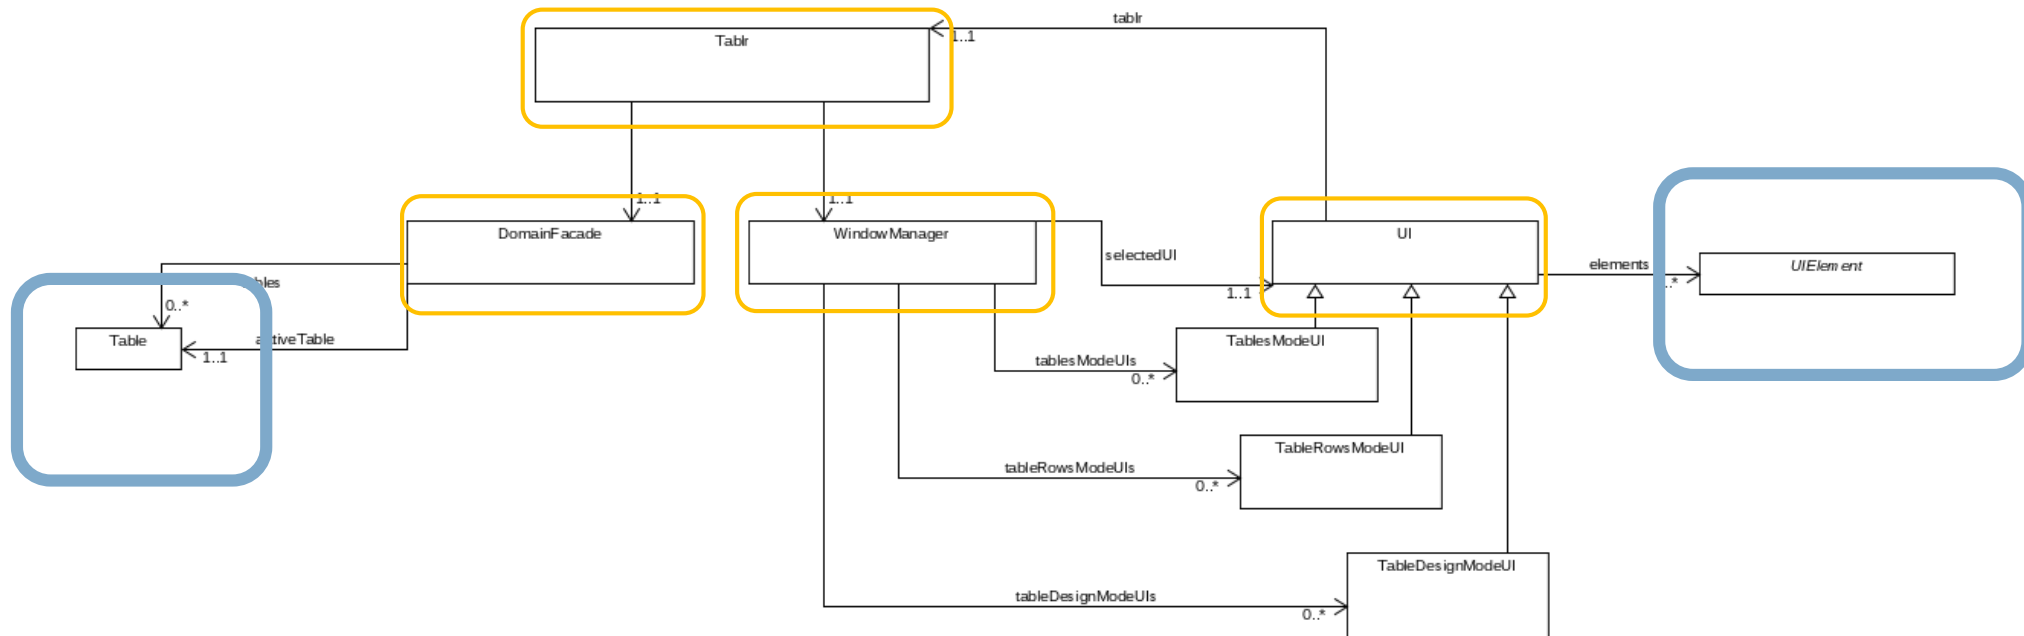 tablr
Tablr
1..1
1..1
1..1
DomainFacade
WindowManager
UI
selectedUI
elements
UIElement
..*
0..*
1..1
Table
activeTable
1..1
TablesModeUI
tablesModeUIs
0..*
TableRowsModeUI
tableRowsModeUIs
0..*
TableDesignModeUI
tableDesignModeUIs
0..*